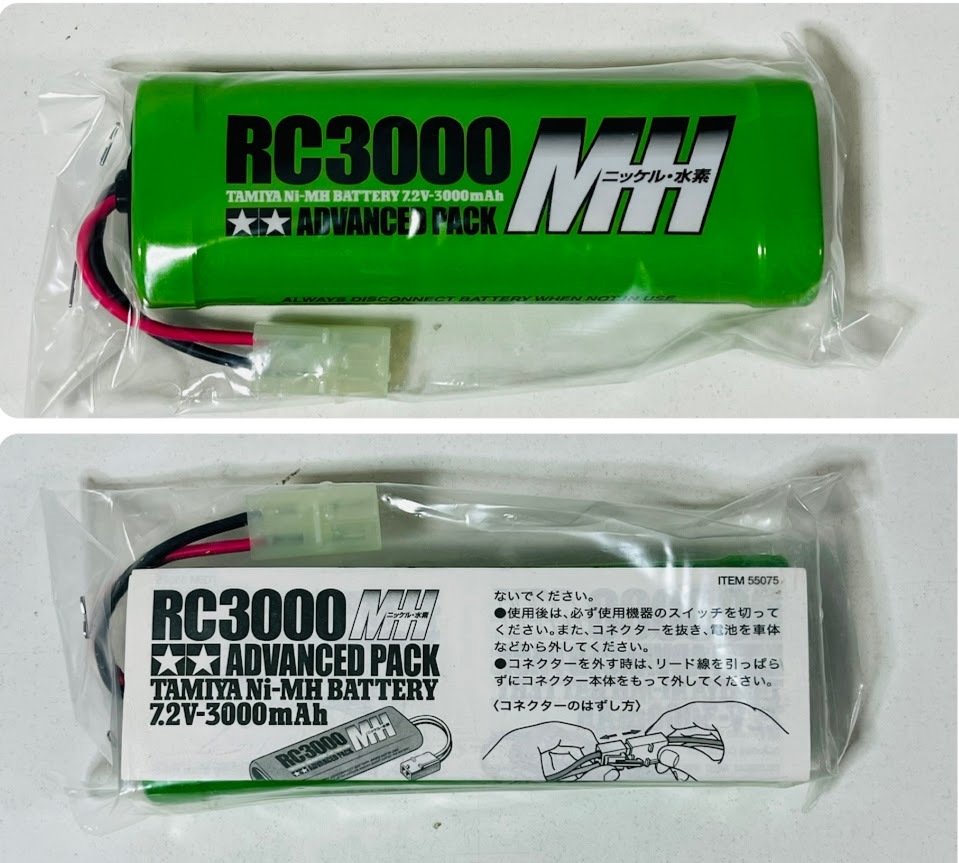 RC3000
MH
ニッケル・水素
TAMIYA Ni-MH BATTERY 7.2V-3000mAh
ADVANCED PACK
ALWAYS DISCONNECT BATTERY WHEN NOT IN USE
ITEM 55075
RC3000
MH
ニッケル・水素
ADVANCED PACK
TAMIYA Ni-MH BATTERY
7.2V-3000mAh
RC3000
MH
ADVANCED PACK
ないでください。
●使用後は、必ず使用機器のスイッチを切って
ください。また、コネクターを抜き、電池を車体
などから外してください。
●コネクターを外す時は、リード線を引っぱら
ずにコネクター本体をもって外してください。
〈コネクターのはずし方〉